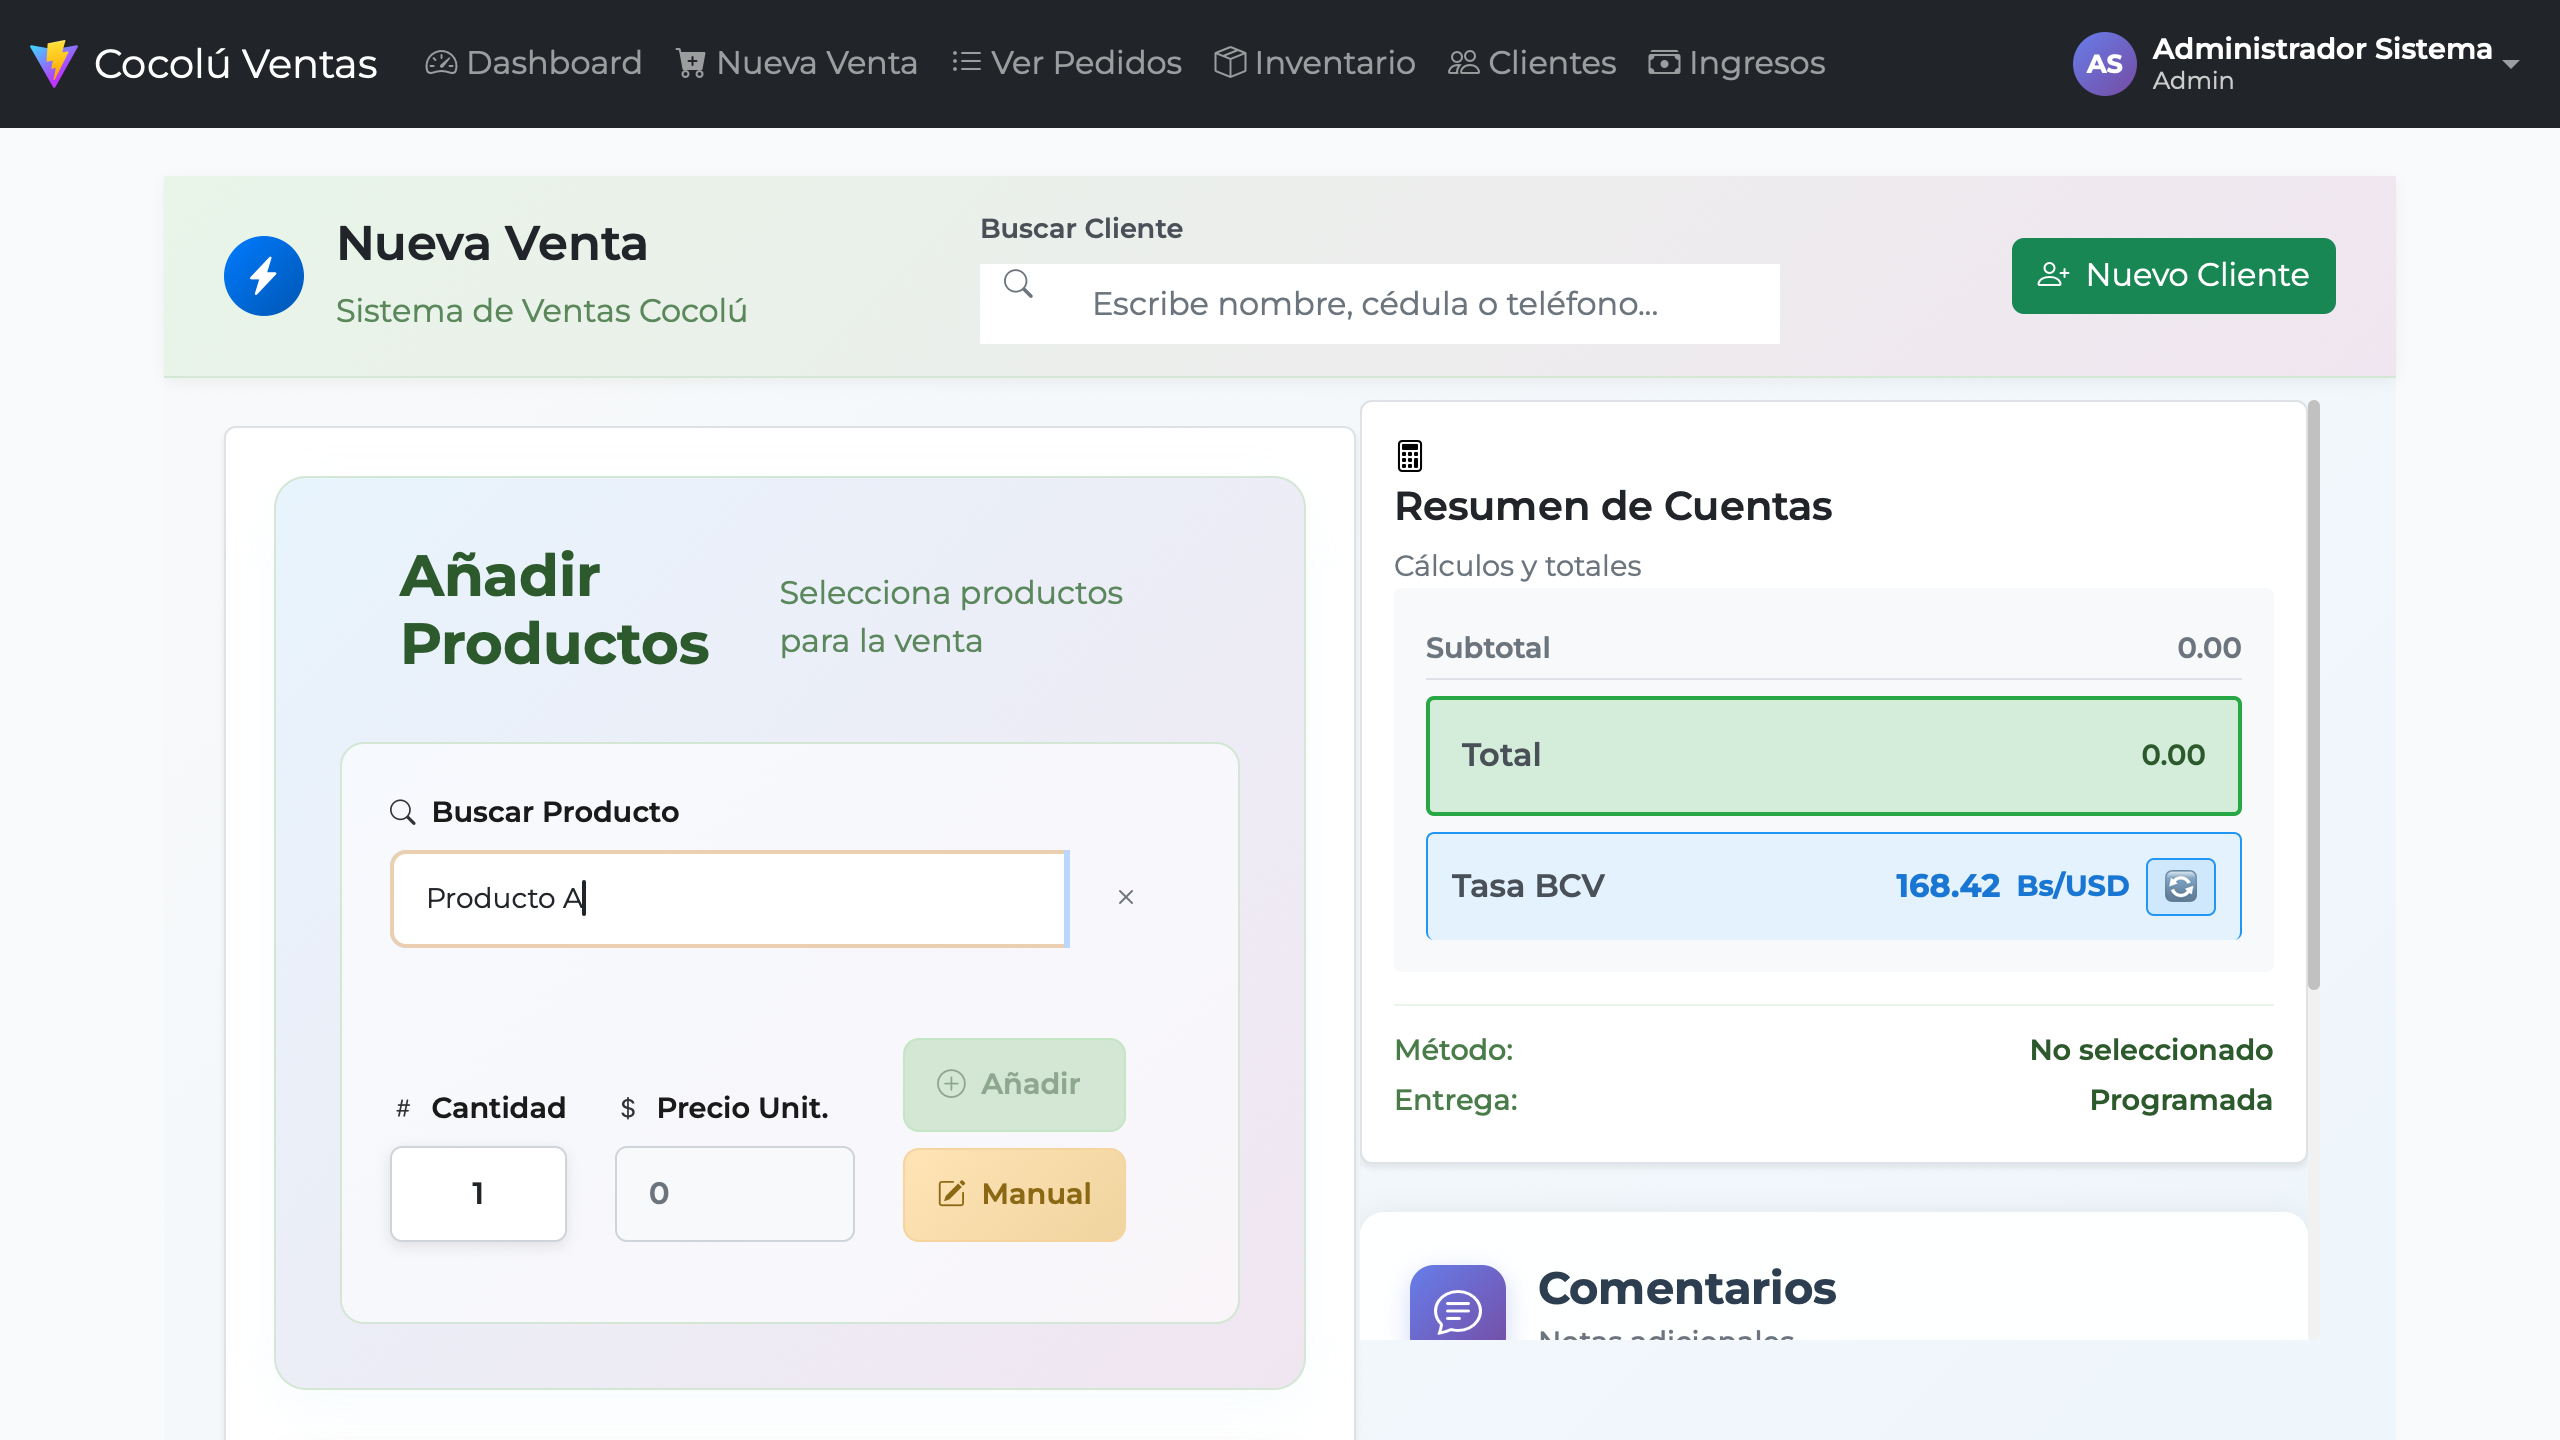 Cocolú Ventas
Dashboard
Nueva Venta
Ver Pedidos
Inventario
Clientes
Ingresos
AS
Administrador Sistema
Admin
Nueva Venta
Sistema de Ventas Cocolú
Buscar Cliente
Escribe nombre, cédula o teléfono...
Nuevo Cliente
Añadir
Productos
Selecciona productos
para la venta
Buscar Producto
Producto A
×
# Cantidad
1
$ Precio Unit.
0
Añadir
Manual
Resumen de Cuentas
Cálculos y totales
Subtotal 0.00
Total 0.00
Tasa BCV 168.42 Bs/USD
Método: No seleccionado
Entrega: Programada
Comentarios
Notas adicionales